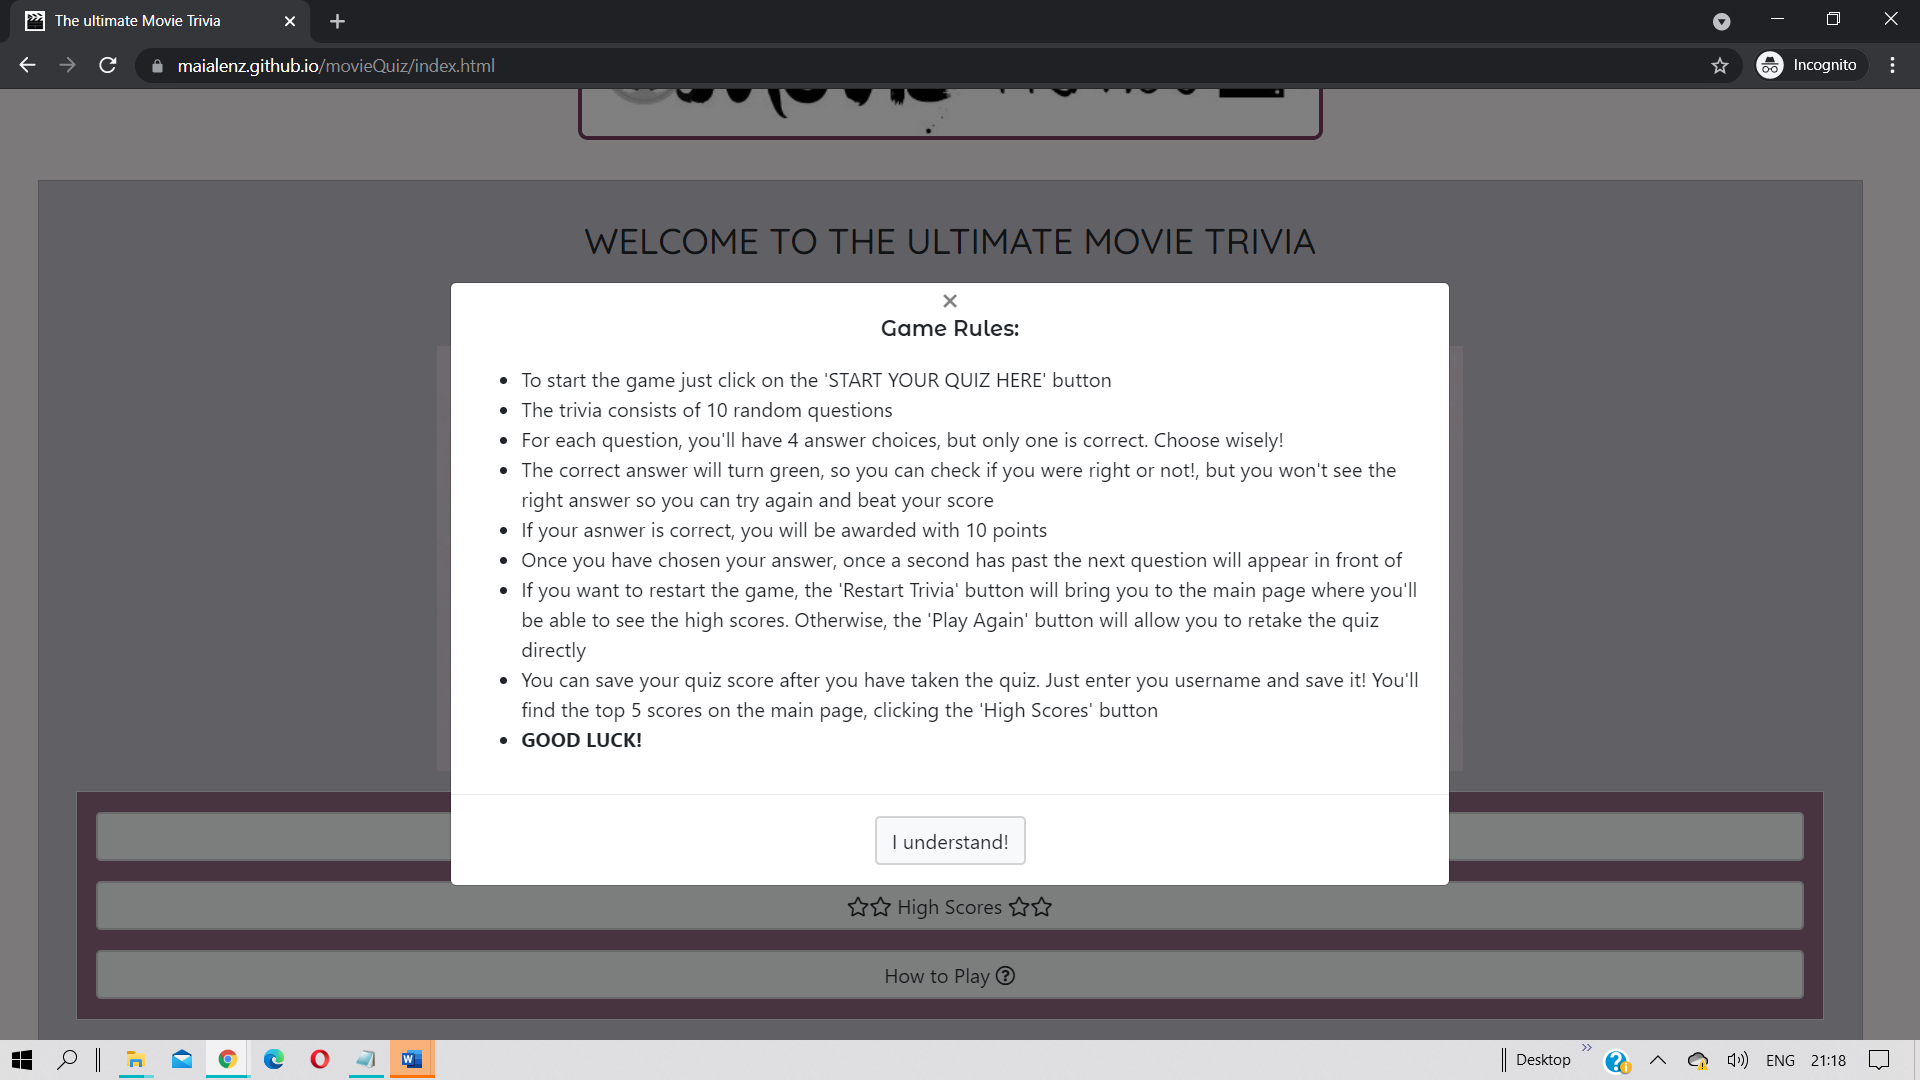 The ultimate Movie Trivia
maialenz.github.io/movieQuiz/index.html
Incognito
WELCOME TO THE ULTIMATE MOVIE TRIVIA
Game Rules:
To start the game just click on the 'START YOUR QUIZ HERE' button
The trivia consists of 10 random questions
For each question, you'll have 4 answer choices, but only one is correct. Choose wisely!
The correct answer will turn green, so you can check if you were right or not!, but you won't see the
right answer so you can try again and beat your score
If your asnwer is correct, you will be awarded with 10 points
Once you have chosen your answer, once a second has past the next question will appear in front of
If you want to restart the game, the 'Restart Trivia' button will bring you to the main page where you'll
be able to see the high scores. Otherwise, the 'Play Again' button will allow you to retake the quiz
directly
You can save your quiz score after you have taken the quiz. Just enter you username and save it! You'll
find the top 5 scores on the main page, clicking the 'High Scores' button
GOOD LUCK!
I understand!
High Scores
How to Play
Desktop
ENG
21:18